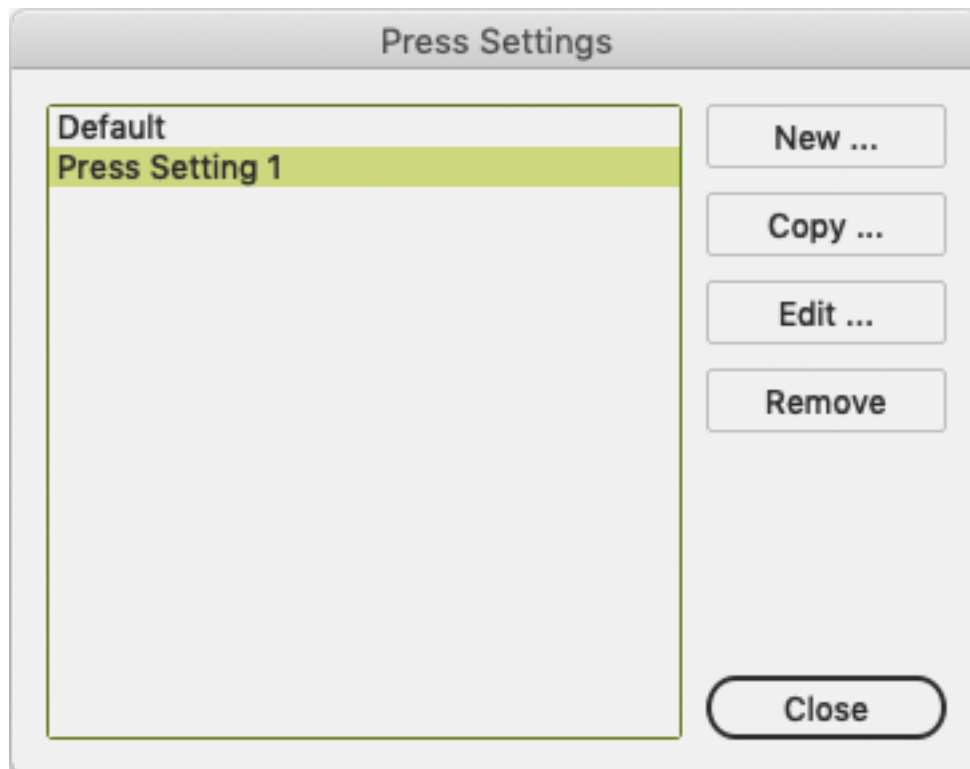 Press Settings
Default
Press Setting 1
New ...
Copy ...
Edit ...
Remove
Close